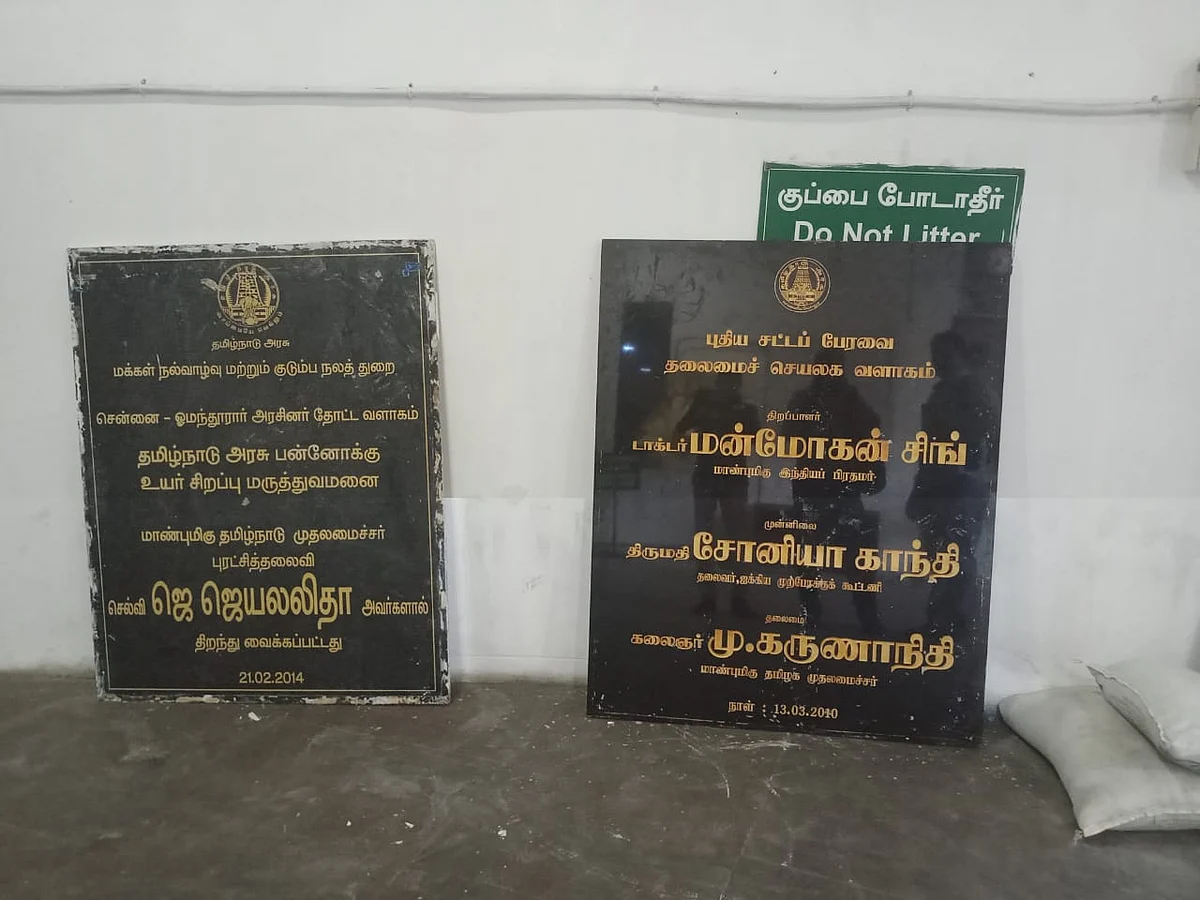 தமிழ்நாடு அரசு
மக்கள் நல்வாழ்வு மற்றும் குடும்ப நலத் துறை
சென்னை – ஓமந்தூரார் அரசினர் தோட்ட வளாகம்
தமிழ்நாடு அரசு பன்னோக்கு
உயர் சிறப்பு மருத்துவமனை
மாண்புமிகு தமிழ்நாடு முதலமைச்சர்
புரட்சித்தலைவி
செல்வி ஜெ ஜெயலலிதா அவர்களால்
திறந்து வைக்கப்பட்டது
21.02.2014
குப்பை போடாதீர்
Do Not Litter
புதிய சட்டப் பேரவை
தலைமைச் செயலக வளாகம்
திறப்பாளர்
டாக்டர் மன்மோகன் சிங்
மாண்புமிகு இந்தியப் பிரதமர்
முன்னிலை
திருமதி சோனியா காந்தி
தலைவர்,ஐக்கிய முற்போக்குக் கூட்டணி
தலைமை
கலைஞர் மு.கருணாநிதி
மாண்புமிகு தமிழக முதலமைச்சர்
நாள் : 13.03.2010